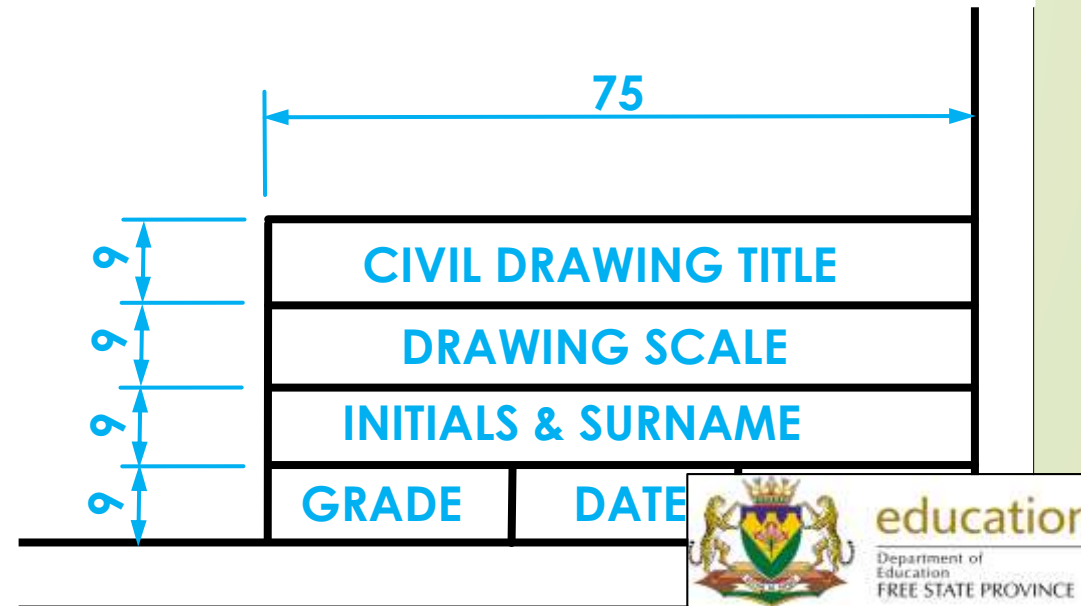 75
9
CIVIL DRAWING TITLE
9
DRAWING SCALE
9
INITIALS & SURNAME
9
GRADE DATE
education
Department of
Education
FREE STATE PROVINCE